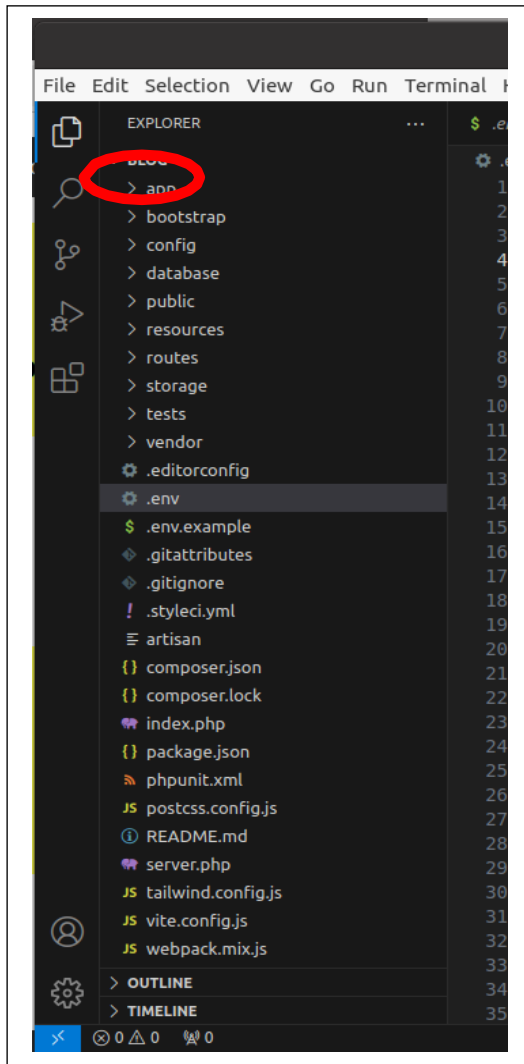 File Edit Selection View Go Run Terminal
EXPLORER
BLOG
app
bootstrap
config
database
public
resources
routes
storage
tests
vendor
.editorconfig
.env
$ .env.example
.gitattributes
.gitignore
! .styleci.yml
artisan
{} composer.json
{} composer.lock
index.php
{} package.json
phpunit.xml
JS postcss.config.js
README.md
server.php
JS tailwind.config.js
JS vite.config.js
JS webpack.mix.js
OUTLINE
TIMELINE
0 0 0
$
1
2
3
4
5
6
7
8
9
10
11
12
13
14
15
16
17
18
19
20
21
22
23
24
25
26
27
28
29
30
31
32
33
34
35